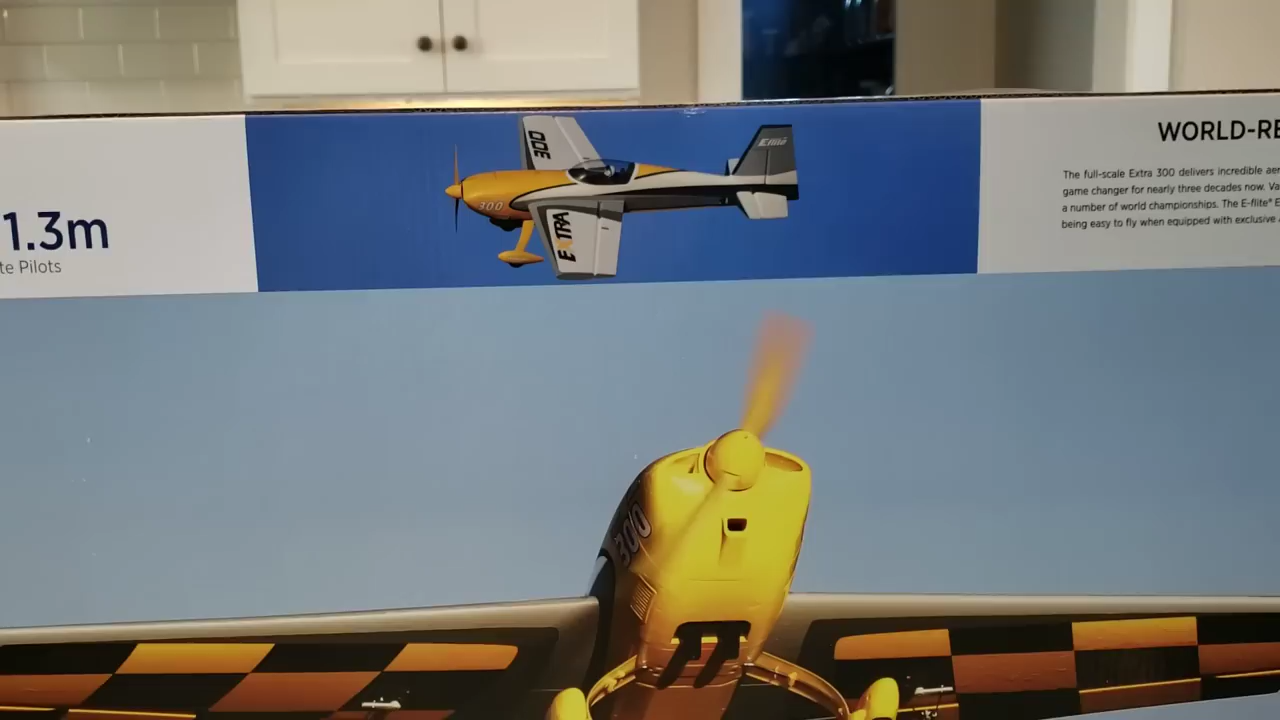 1.3m
te Pilots
300
300
EXTRA
E-flite
WORLD-RE
The full-scale Extra 300 delivers incredible aer
game changer for nearly three decades now. Va
a number of world championships. The E-flite® E
being easy to fly when equipped with exclusive
300